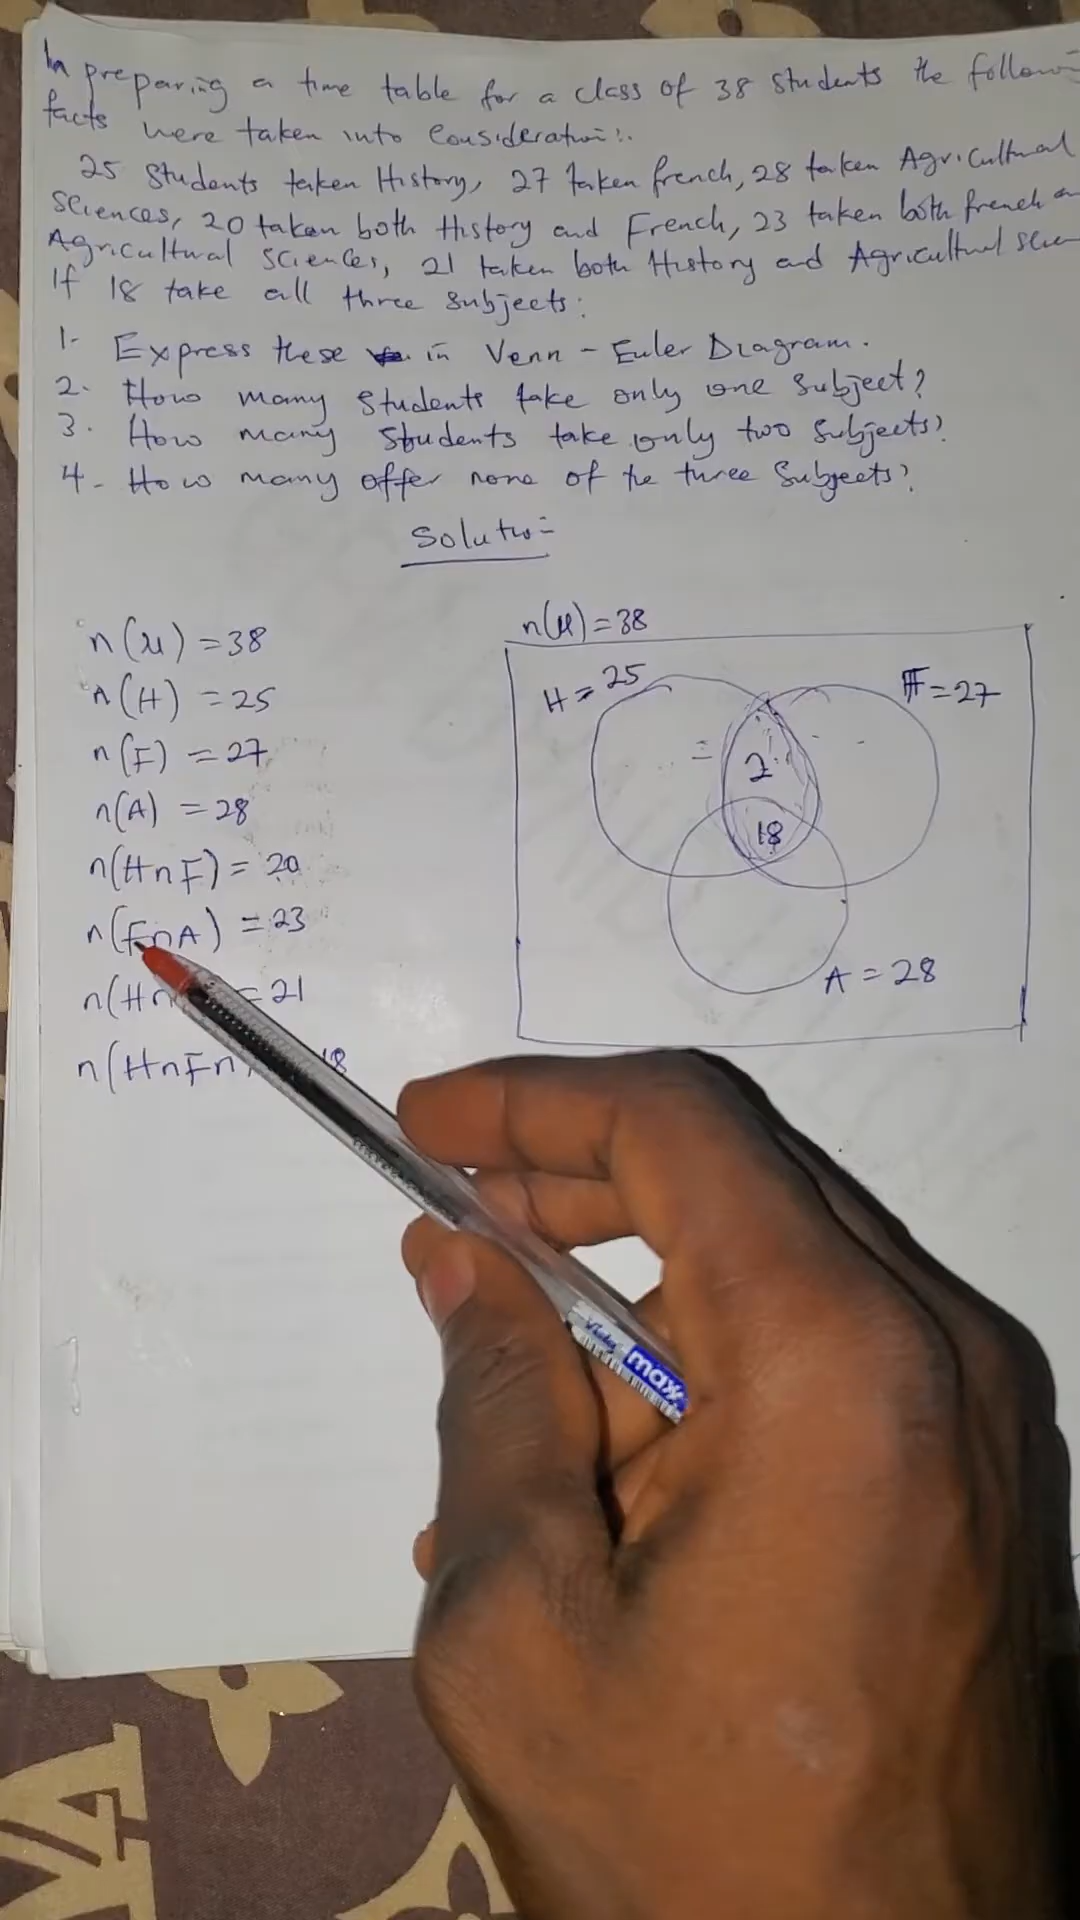 In preparing a time table for a class of 38 students the
facts were taken into Consideration:.
25 Students taken History, 27 taken french, 28 taken Agricultural
Sciences, 20 taken both History and French, 23 taken both french
Agricultural Sciences, 21 taken both History and Agricultural
If 18 take all three subjects:
1- Express these in Venn - Euler Diagram.
2. How many students take only one subject?
3. How many students take only two subjects?
4- How many offer none of the three subjects?
n(μ) = 38
n(H) = 25
n(F) = 27
n(A) = 28
n(HnF) = 20
n(FnA) = 23
n(Hn = 21
n(HnFn 18
n(μ) = 38
H = 25
F = 27
2
18
A = 28
maxx